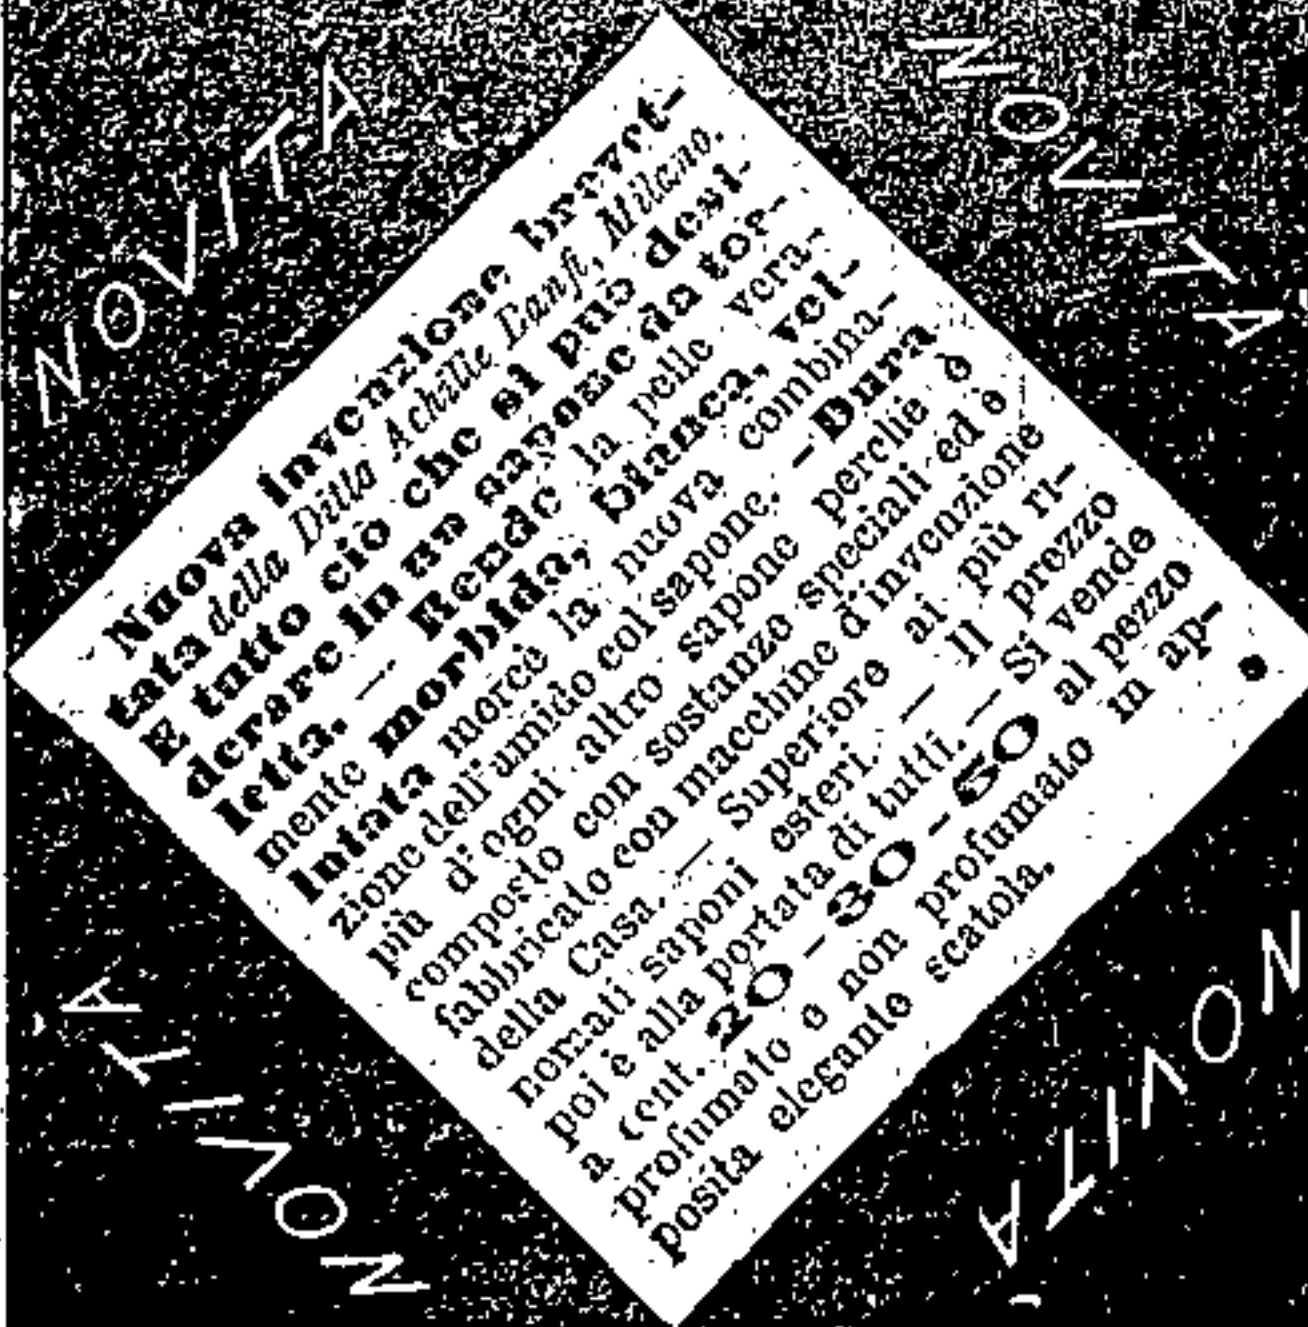 NOVITA
NOVITA
Nuova invenzione brevet-
tata della Ditta Achille Banfi, Milano.
E tutto ciò che si può desi-
derare in un sapone da toe-
letta. — Rende la pelle vera-
mente morbida, bianca, vel-
lutata mercè la nuova combina-
zione dell'amido col sapone. — Dura
più d'ogni altro sapone perchè è
composto con sostanze speciali ed è
fabbricato con macchine d'invenzione
della Casa. — Superiore ai più ri-
nomati saponi esteri. — Il prezzo
poi è alla portata di tutti. — Si vende
a cent. 20 - 30 - 50 al pezzo
profumato e non profumato in ap-
posita elegante scatola.
NOVITA
NOVITÀ